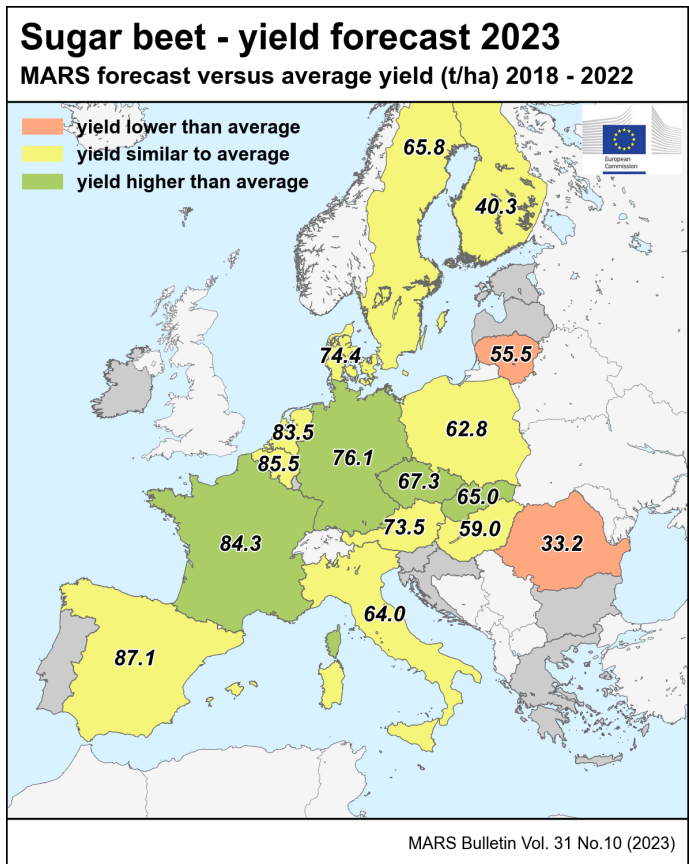 Sugar beet - yield forecast 2023
MARS forecast versus average yield (t/ha) 2018 - 2022
yield lower than average
yield similar to average
yield higher than average
European
Commission
65.8
40.3
55.5
74.4
83.5
62.8
85.5
76.1
67.3
65.0
73.5
59.0
84.3
33.2
64.0
87.1
MARS Bulletin Vol. 31 No.10 (2023)